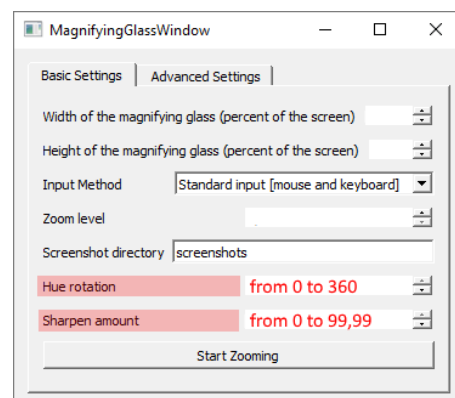 MagnifyingGlassWindow
Basic Settings Advanced Settings
Width of the magnifying glass (percent of the screen)
Height of the magnifying glass (percent of the screen)
Input Method Standard input [mouse and keyboard]
Zoom level
Screenshot directory screenshots
Hue rotation from 0 to 360
Sharpen amount from 0 to 99,99
Start Zooming